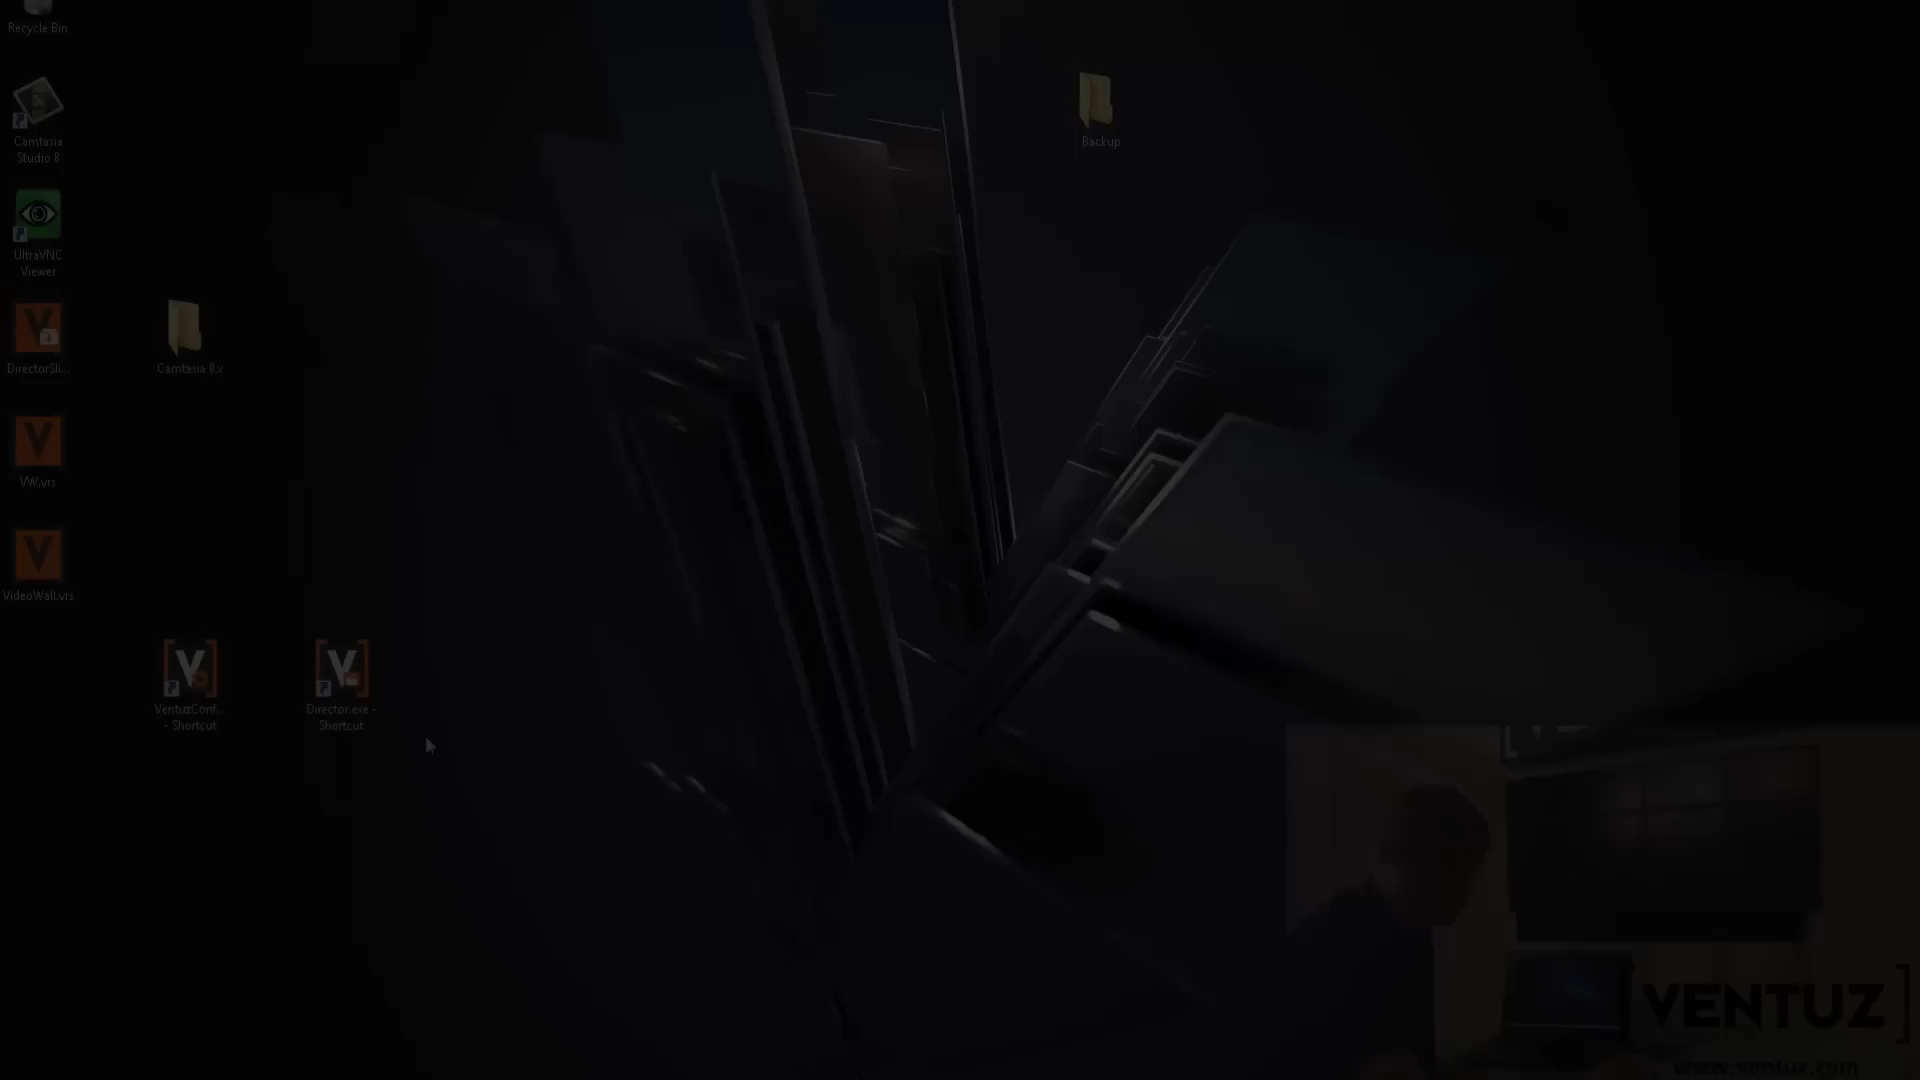 Recycle Bin
Camtasia
Studio 8
UltraVNC
Viewer
DirectorSli...
VW.vrs
VideoWall.vrs
Camtasia 8.x
VentuzConf...
- Shortcut
Director.exe -
Shortcut
Backup
VENTUZ
www.ventuz.com